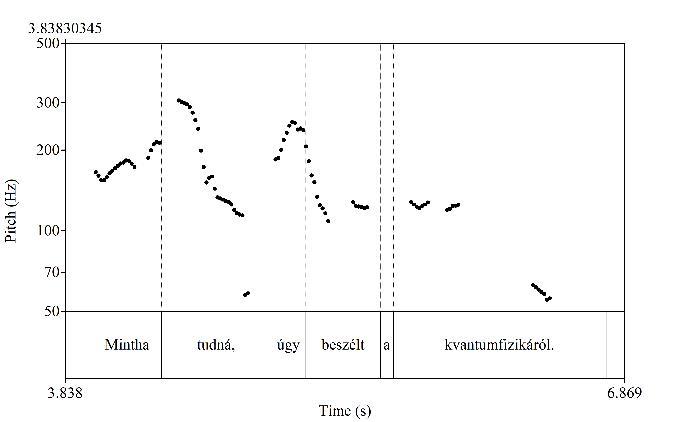 3.83830345
500
300
200
100
70
50
Pitch (Hz)
Mintha tudná, úgy beszélt a kvantumfizikáról.
3.838 6.869
Time (s)